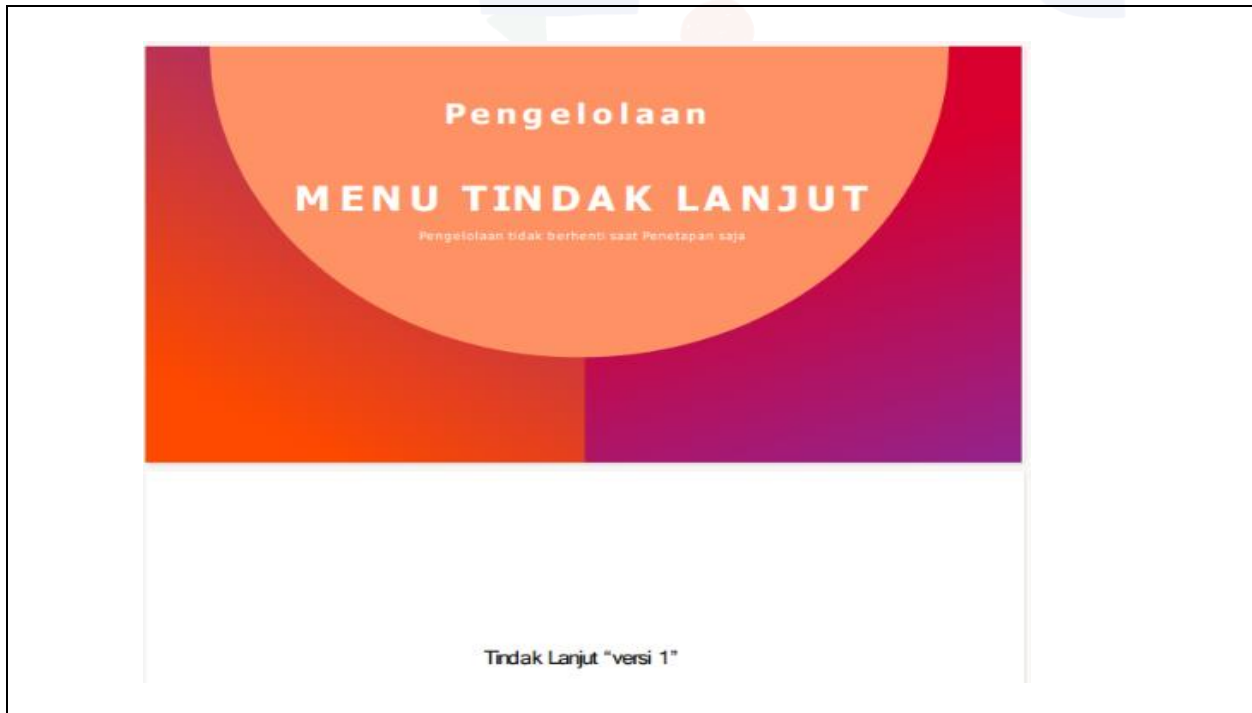 Pengelolaan
MENU TINDAK LANJUT
Pengelolaan tidak berhenti saat Penetapan saja
Tindak Lanjut “versi 1”